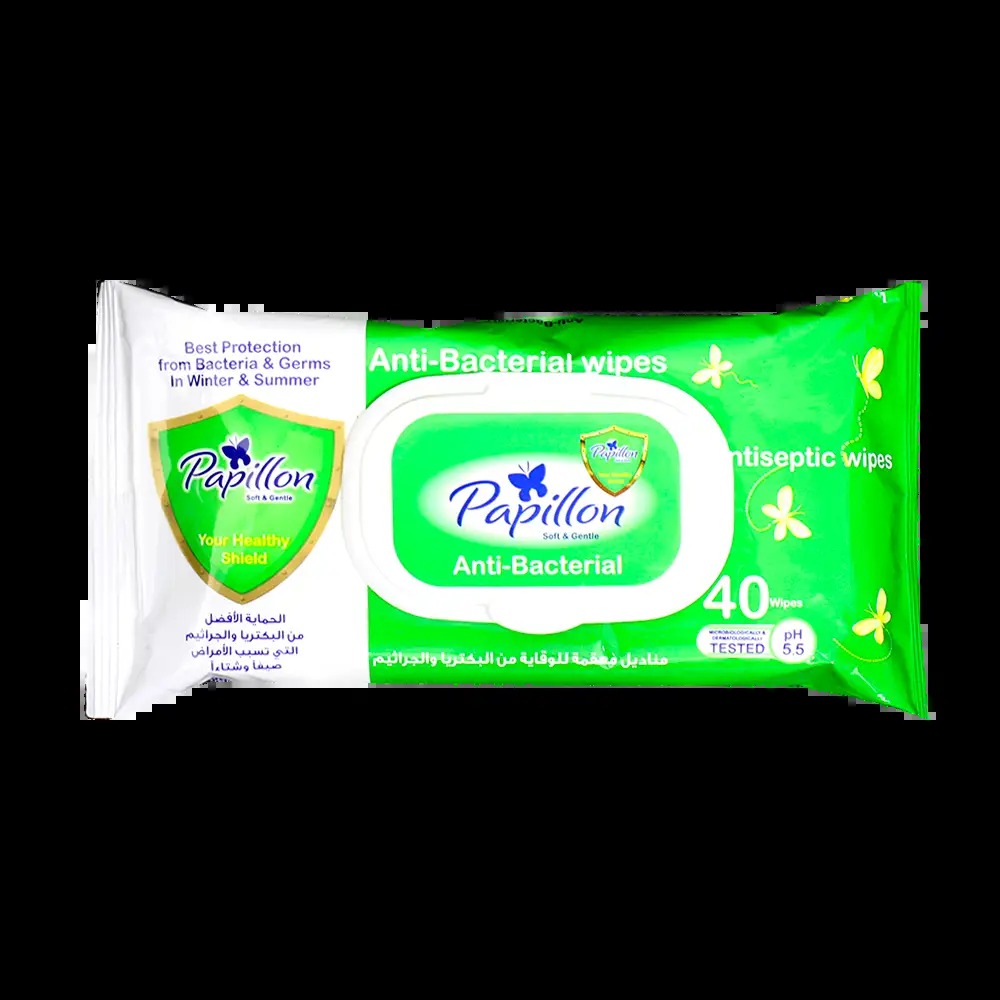 Best Protection
from Bacteria & Germs
In Winter & Summer
Papillon
Soft & Gentle
Your Healthy
Shield
الحماية الأفضل
من البكتريا والجراثيم
التي تسبب الأمراض
صيفاً وشتاءاً
Anti-Bacterial wipes
Papillon
Papillon
Soft & Gentle
Anti-Bacterial
ntiseptic wipes
40 Wipes
MICROBIOLOGICALLY &
DERMATOLOGICALLY
TESTED
pH
5.5
مناديل معقمة للوقاية من البكتريا والجراثيم